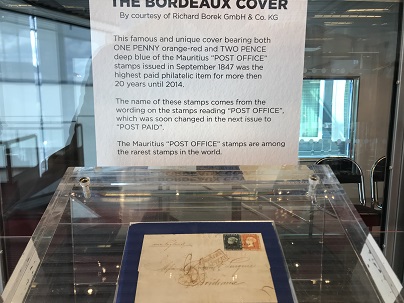 THE BORDEAUX COVER
By courtesy of Richard Borek GmbH & Co. KG
This famous and unique cover bearing both
ONE PENNY orange-red and TWO PENCE
deep blue of the Mauritius "POST OFFICE"
stamps issued in September 1847 was the
highest paid philatelic item for more then
20 years until 2014.
The name of these stamps comes from the
wording on the stamps reading "POST OFFICE",
which was soon changed in the next issue to
"POST PAID".
The Mauritius "POST OFFICE" stamps are among
the rarest stamps in the world.